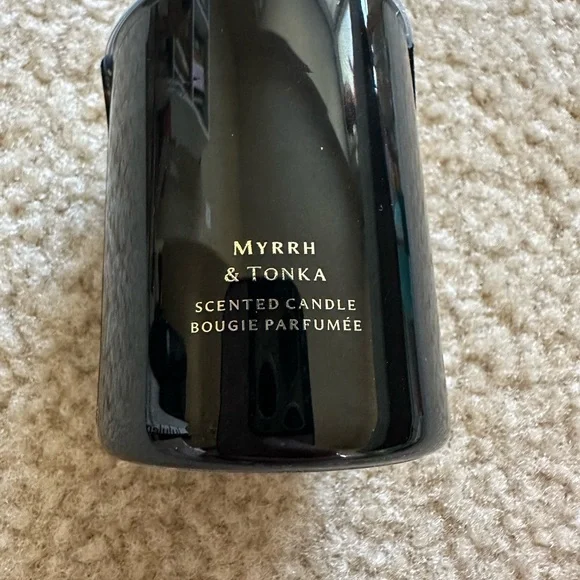 MYRRH
& TONKA
SCENTED CANDLE
BOUGIE PARFUMÉE